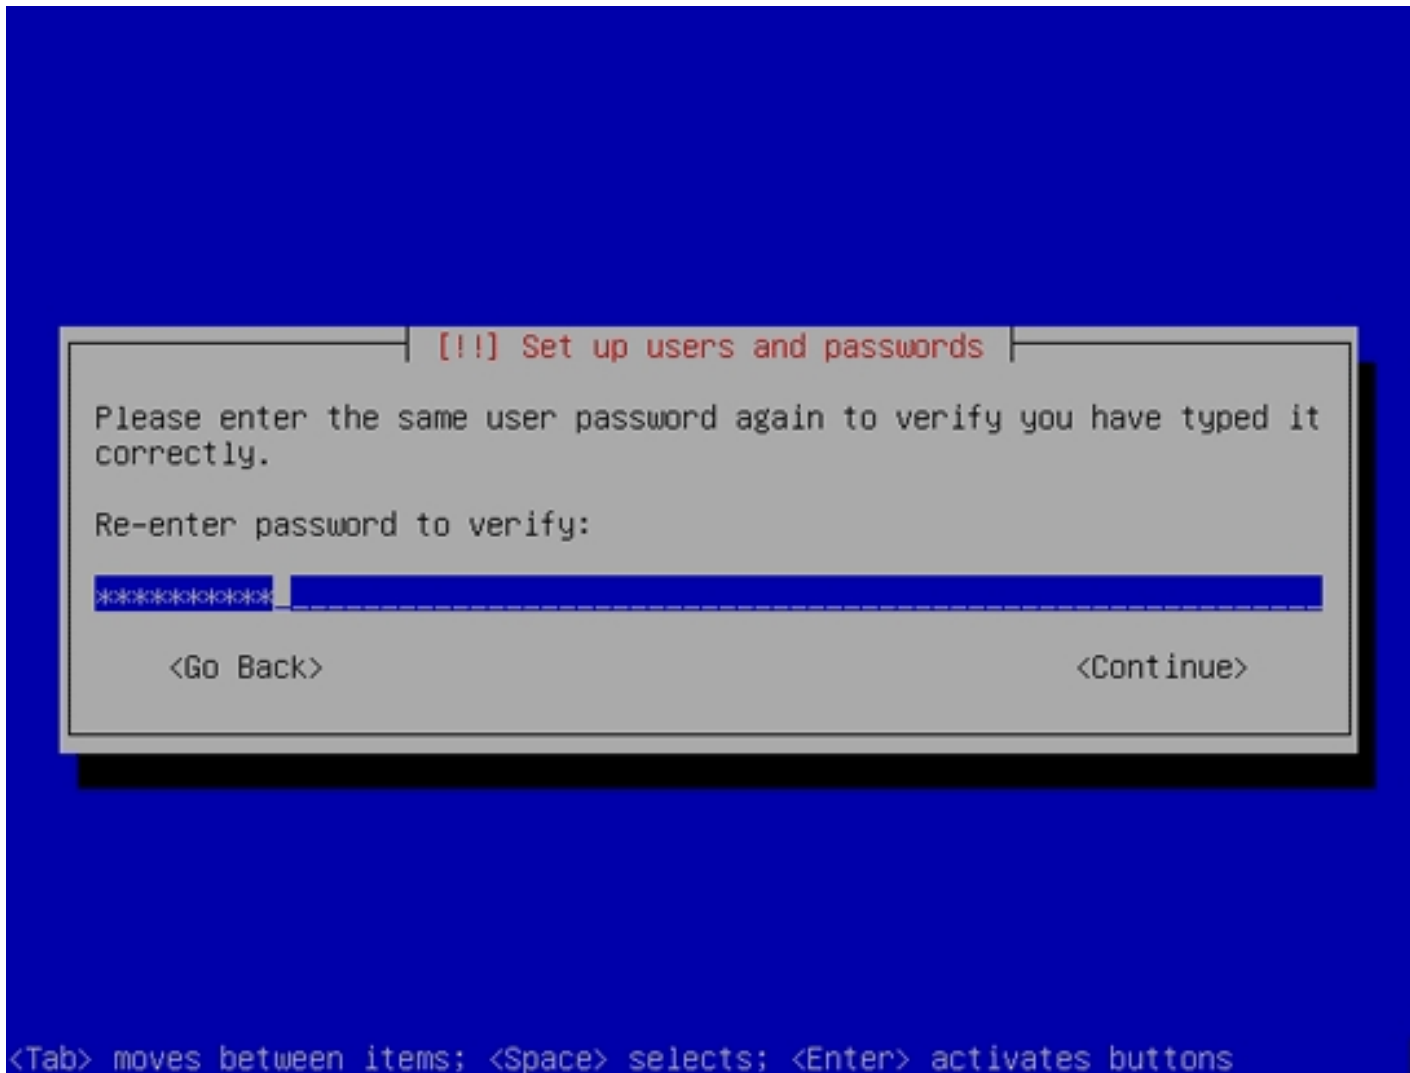 [!!] Set up users and passwords
Please enter the same user password again to verify you have typed it
correctly.
Re-enter password to verify:
**********
<Go Back> <Continue>
<Tab> moves between items; <Space> selects; <Enter> activates buttons